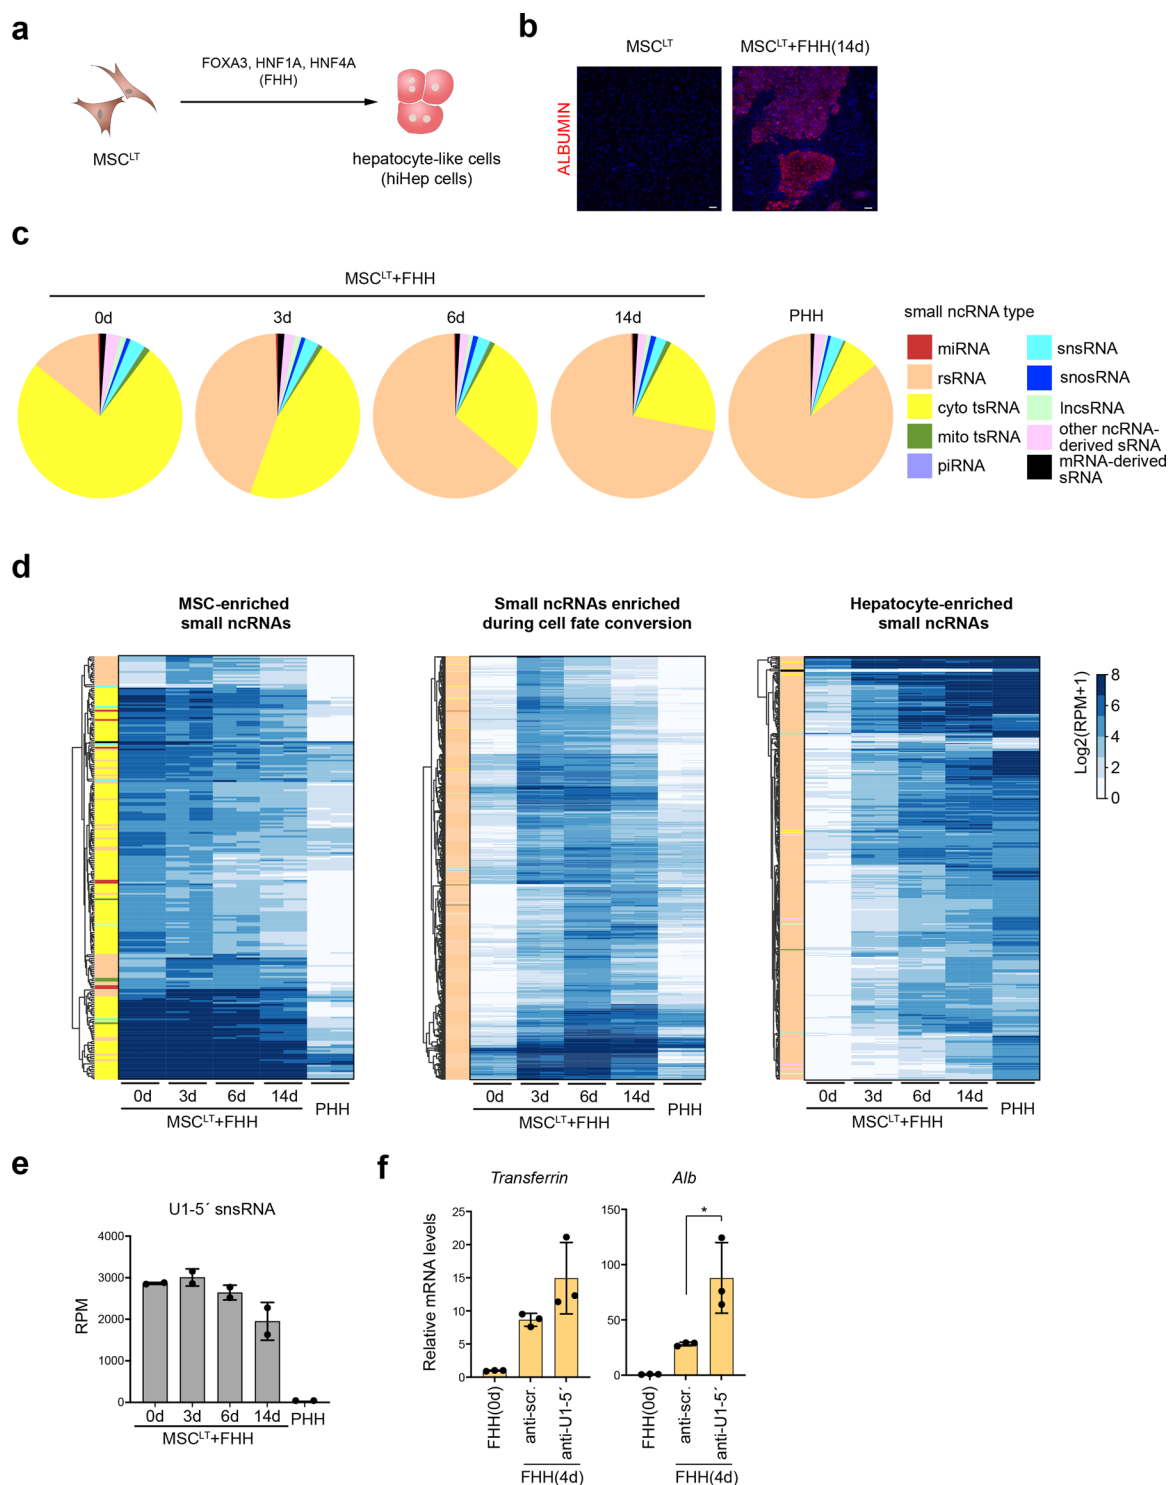 a
FOXA3, HNF1A, HNF4A
(FHH)
MSCᴸᵀ
hepatocyte-like cells
(hiHep cells)
b
MSCᴸᵀ
MSCᴸᵀ+FHH(14d)
ALBUMIN
c
MSCᴸᵀ+FHH
0d
3d
6d
14d
PHH
small ncRNA type
miRNA
rsRNA
cyto tsRNA
mito tsRNA
piRNA
snsRNA
snosRNA
lncsRNA
other ncRNA-
derived sRNA
mRNA-derived
sRNA
d
MSC-enriched
small ncRNAs
0d 3d 6d 14d PHH
MSCᴸᵀ+FHH
Small ncRNAs enriched
during cell fate conversion
0d 3d 6d 14d PHH
MSCᴸᵀ+FHH
Hepatocyte-enriched
small ncRNAs
0d 3d 6d 14d PHH
MSCᴸᵀ+FHH
8
6
4
2
0
Log2(RPM+1)
e
U1-5´ snsRNA
RPM
4000
3000
2000
1000
0
0d 3d 6d 14d PHH
MSCᴸᵀ+FHH
f
Transferrin
Relative mRNA levels
25
20
15
10
5
0
FHH(0d)
anti-scr.
anti-U1-5´
FHH(4d)
Alb
150
100
50
0
*
FHH(0d)
anti-scr.
anti-U1-5´
FHH(4d)